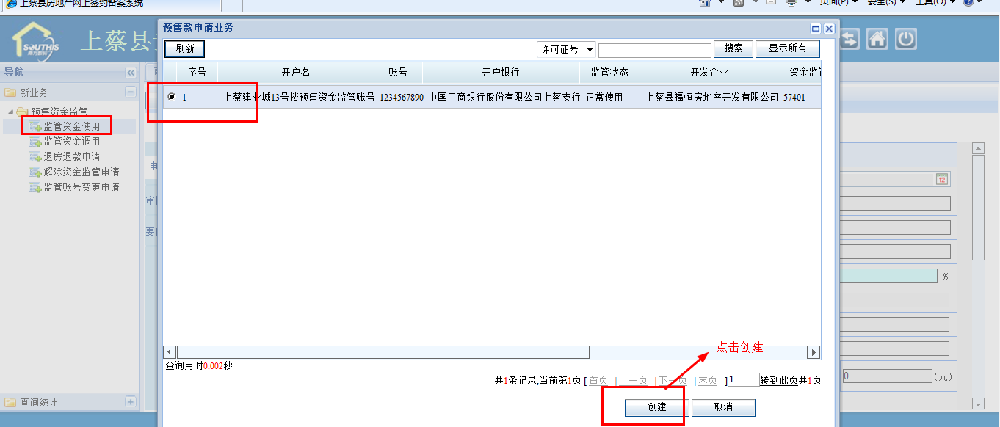 上蔡县房地产网上签约备案系统
页面(P)
安全(S)
工具(O)
SOUTHIS
南方数码
上蔡县
预售款申请业务
刷新
许可证号
搜索
显示所有
导航
新业务
预售资金监管
监管资金使用
监管资金调用
退房退款申请
解除资金监管申请
监管账号变更申请
查询统计
序号 开户名 账号 开户银行 监管状态 开发企业 资金监管
1 上蔡建业城13号楼预售资金监管账号 1234567890 中国工商银行股份有限公司上蔡支行 正常使用 上蔡县福恒房地产开发有限公司 57401
12
%
0 (元)
点击创建
查询用时0.002秒
共1条记录,当前第1页 [ 首页 | 上一页 | 下一页 | 末页 ] 1 转到此页共1页
创建
取消